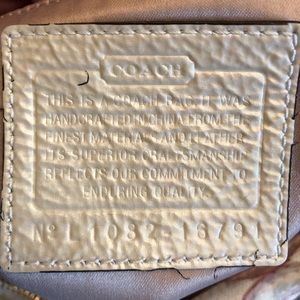 COACH
THIS IS A COACH BAG. IT WAS
HANDCRAFTED IN CHINA FROM THE
FINEST MATERIALS AND LEATHER.
ITS SUPERIOR CRAFTSMANSHIP
REFLECTS OUR COMMITMENT TO
ENDURING QUALITY.
Nº L1082-16791